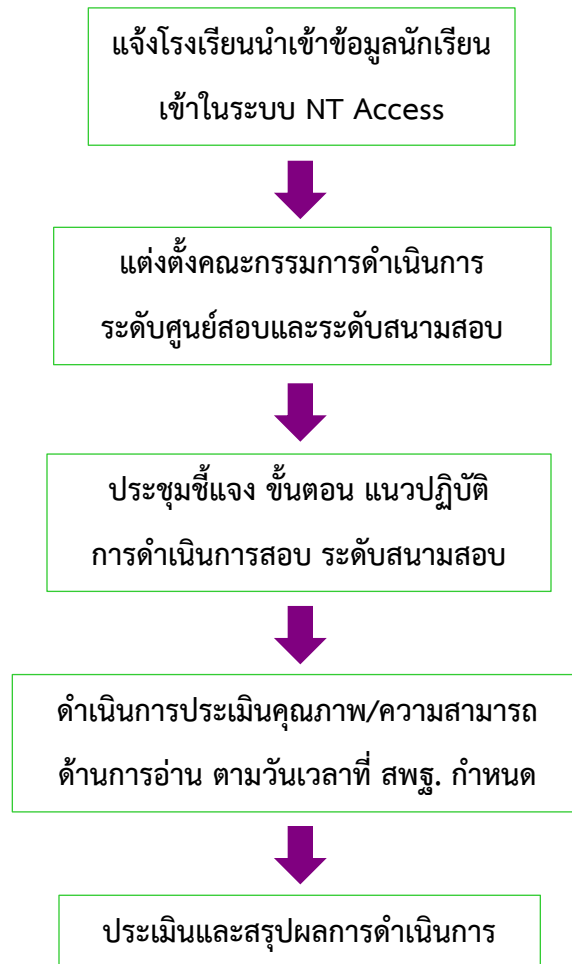 แจ้งโรงเรียนนำเข้าข้อมูลนักเรียน
เข้าในระบบ NT Access
แต่งตั้งคณะกรรมการดำเนินการ
ระดับศูนย์สอบและระดับสนามสอบ
ประชุมชี้แจง ขั้นตอน แนวปฏิบัติ
การดำเนินการสอบ ระดับสนามสอบ
ดำเนินการประเมินคุณภาพ/ความสามารถ
ด้านการอ่าน ตามวันเวลาที่ สพฐ. กำหนด
ประเมินและสรุปผลการดำเนินการ